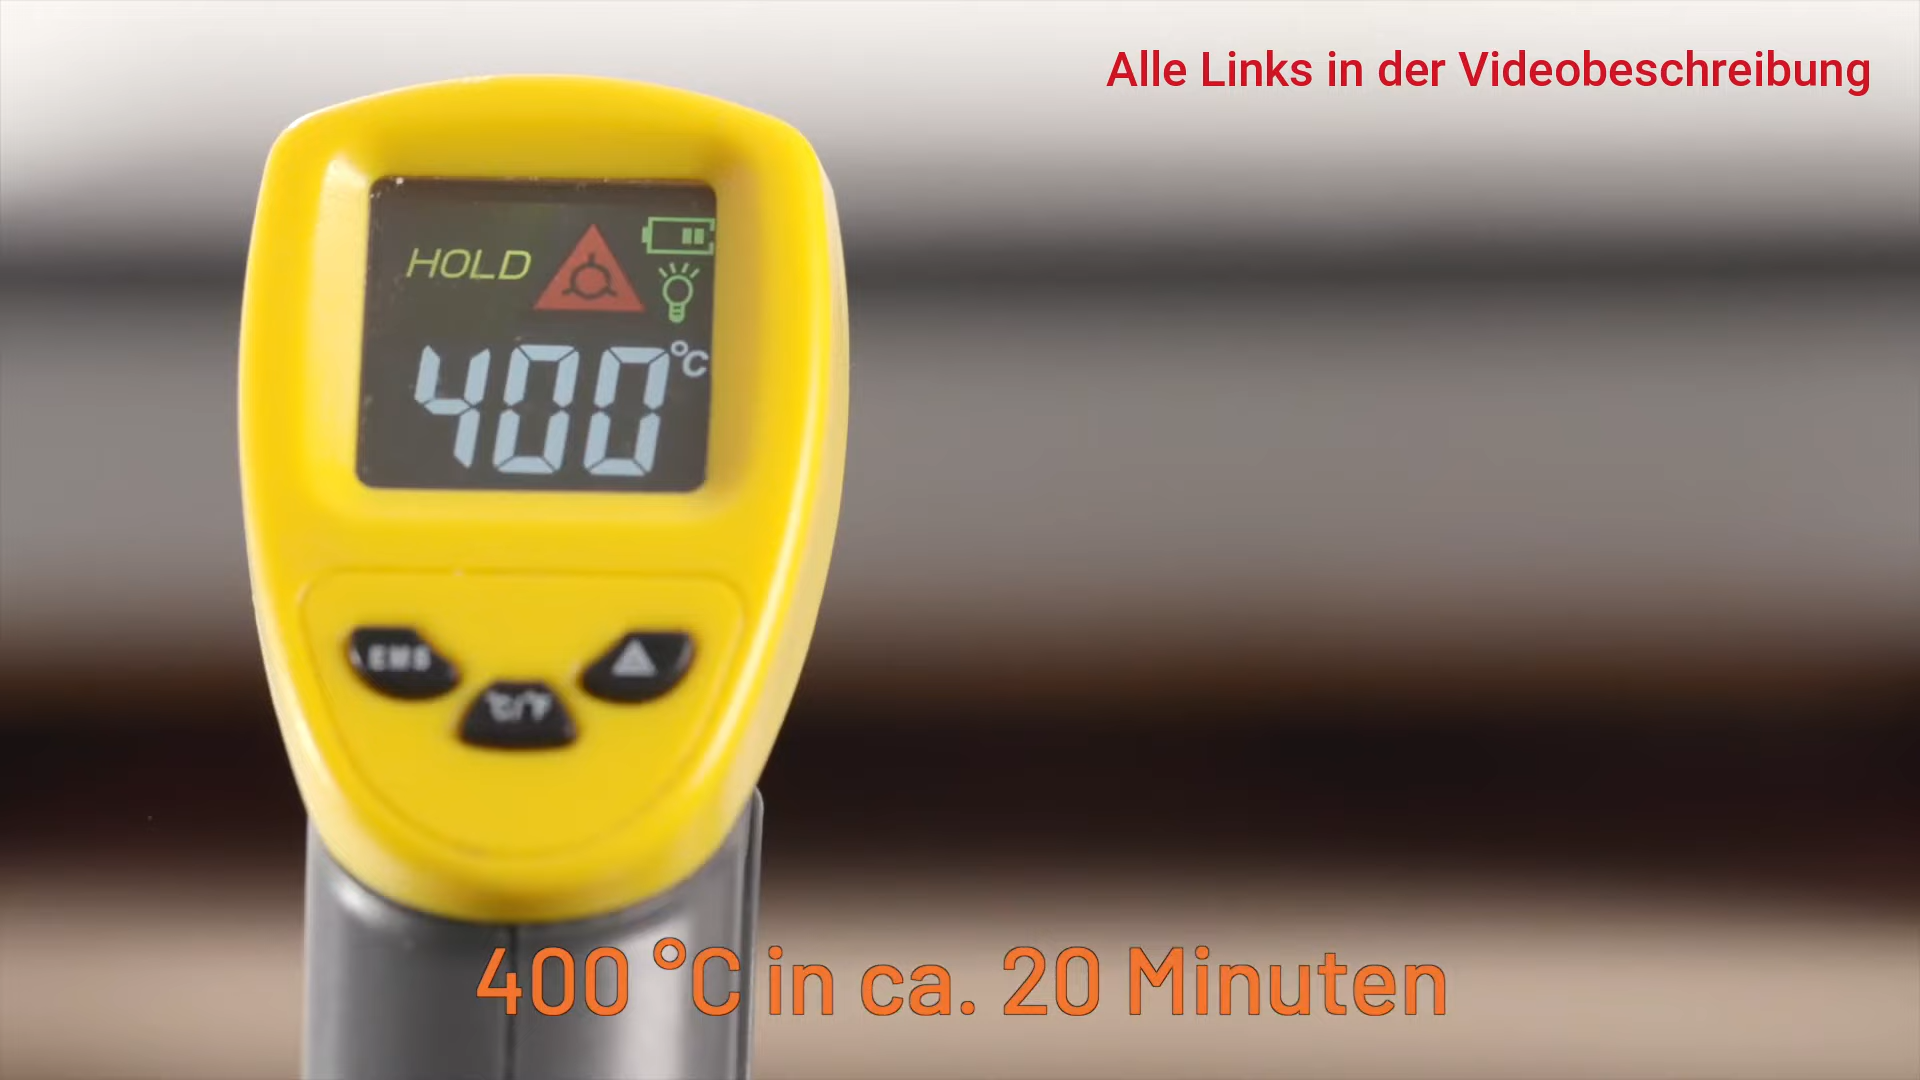 Alle Links in der Videobeschreibung
HOLD
400 °C
EMS
°C/°F
400 °C in ca. 20 Minuten